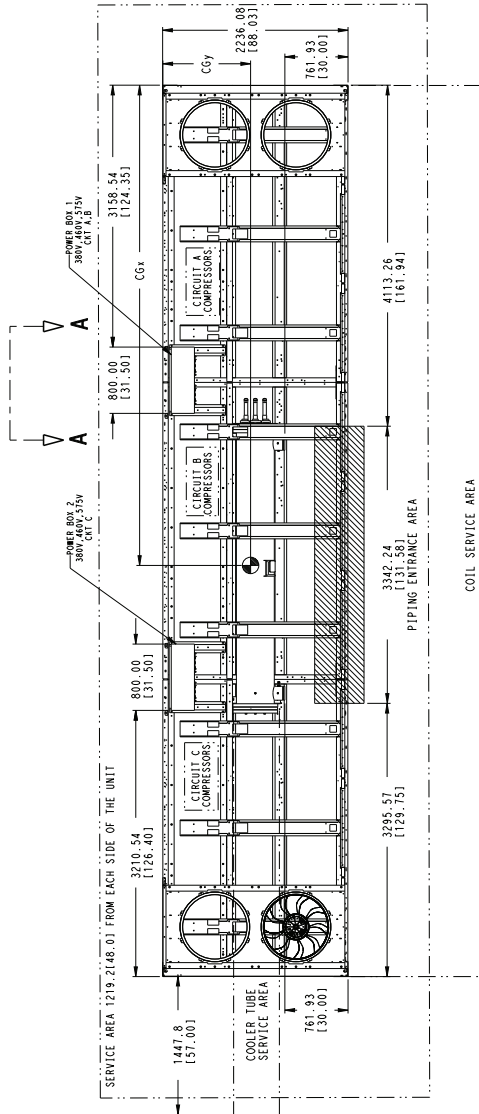 2236.08
[88.03]
CGy
761.93
[30.00]
3158.54
[124.35]
CGx
4113.26
[161.94]
POWER BOX 1
380V,460V,575V
CKT A,B
A
A
800.00
[31.50]
CIRCUIT A
COMPRESSORS
CIRCUIT B
COMPRESSORS
POWER BOX 2
380V,460V,575V
CKT C
3342.24
[131.58]
PIPING ENTRANCE AREA
COIL SERVICE AREA
800.00
[31.50]
CIRCUIT C
COMPRESSORS
3210.54
[126.40]
3295.57
[129.75]
SERVICE AREA 1219.2[48.0] FROM EACH SIDE OF THE UNIT
1447.8
[57.00]
COOLER TUBE
SERVICE AREA
761.93
[30.00]